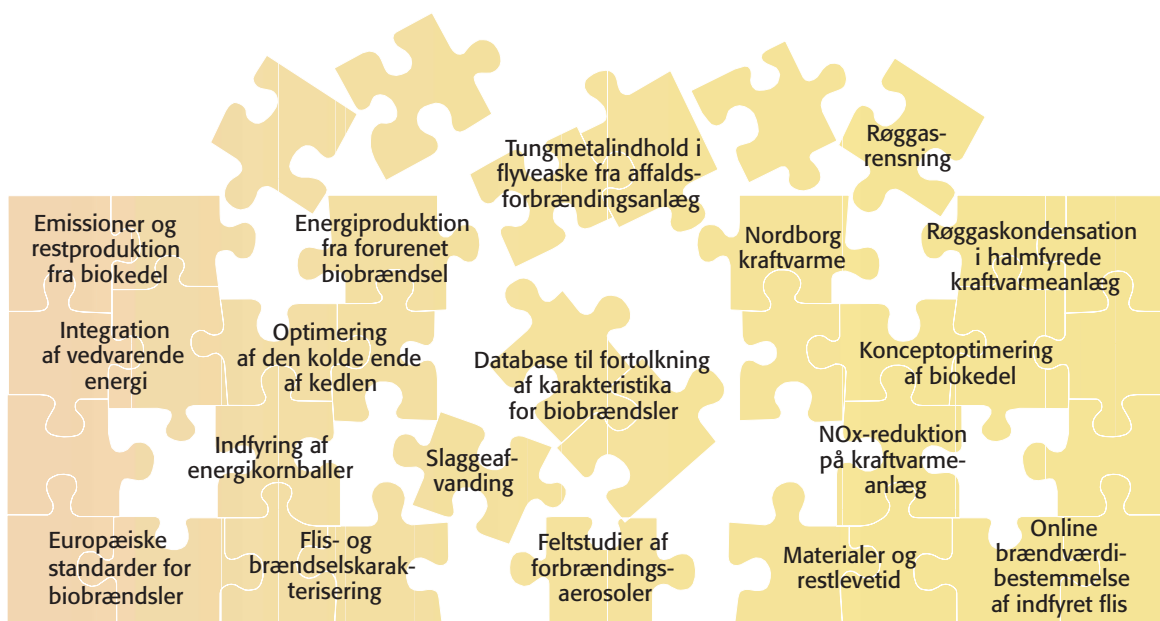 Tungmetalindhold i
flyveaske fra affalds-
forbrændingsanlæg
Røggas-
rensning
Emissioner og
restproduktion
fra biokedel
Energiproduktion
fra forurenet
biobrændsel
Nordborg
kraftvarme
Røggaskondensation
i halmfyrede
kraftvarmeanlæg
Integration
af vedvarende
energi
Optimering
af den kolde ende
af kedlen
Database til fortolkning
af karakteristika
for biobrændsler
Konceptoptimering
af biokedel
Indfyring af
energikornballer
Slaggeaf-
vanding
NOx-reduktion
på kraftvarme-
anlæg
Europæiske
standarder for
biobrændsler
Flis- og
brændselskarak-
terisering
Feltstudier af
forbrændings-
aerosoler
Materialer og
restlevetid
Online
brændværdi-
bestemmelse
af indfyret flis